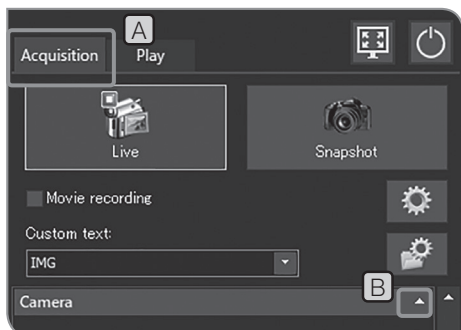 A
Acquisition Play
Live Snapshot
Movie recording
Custom text:
IMG
B
Camera